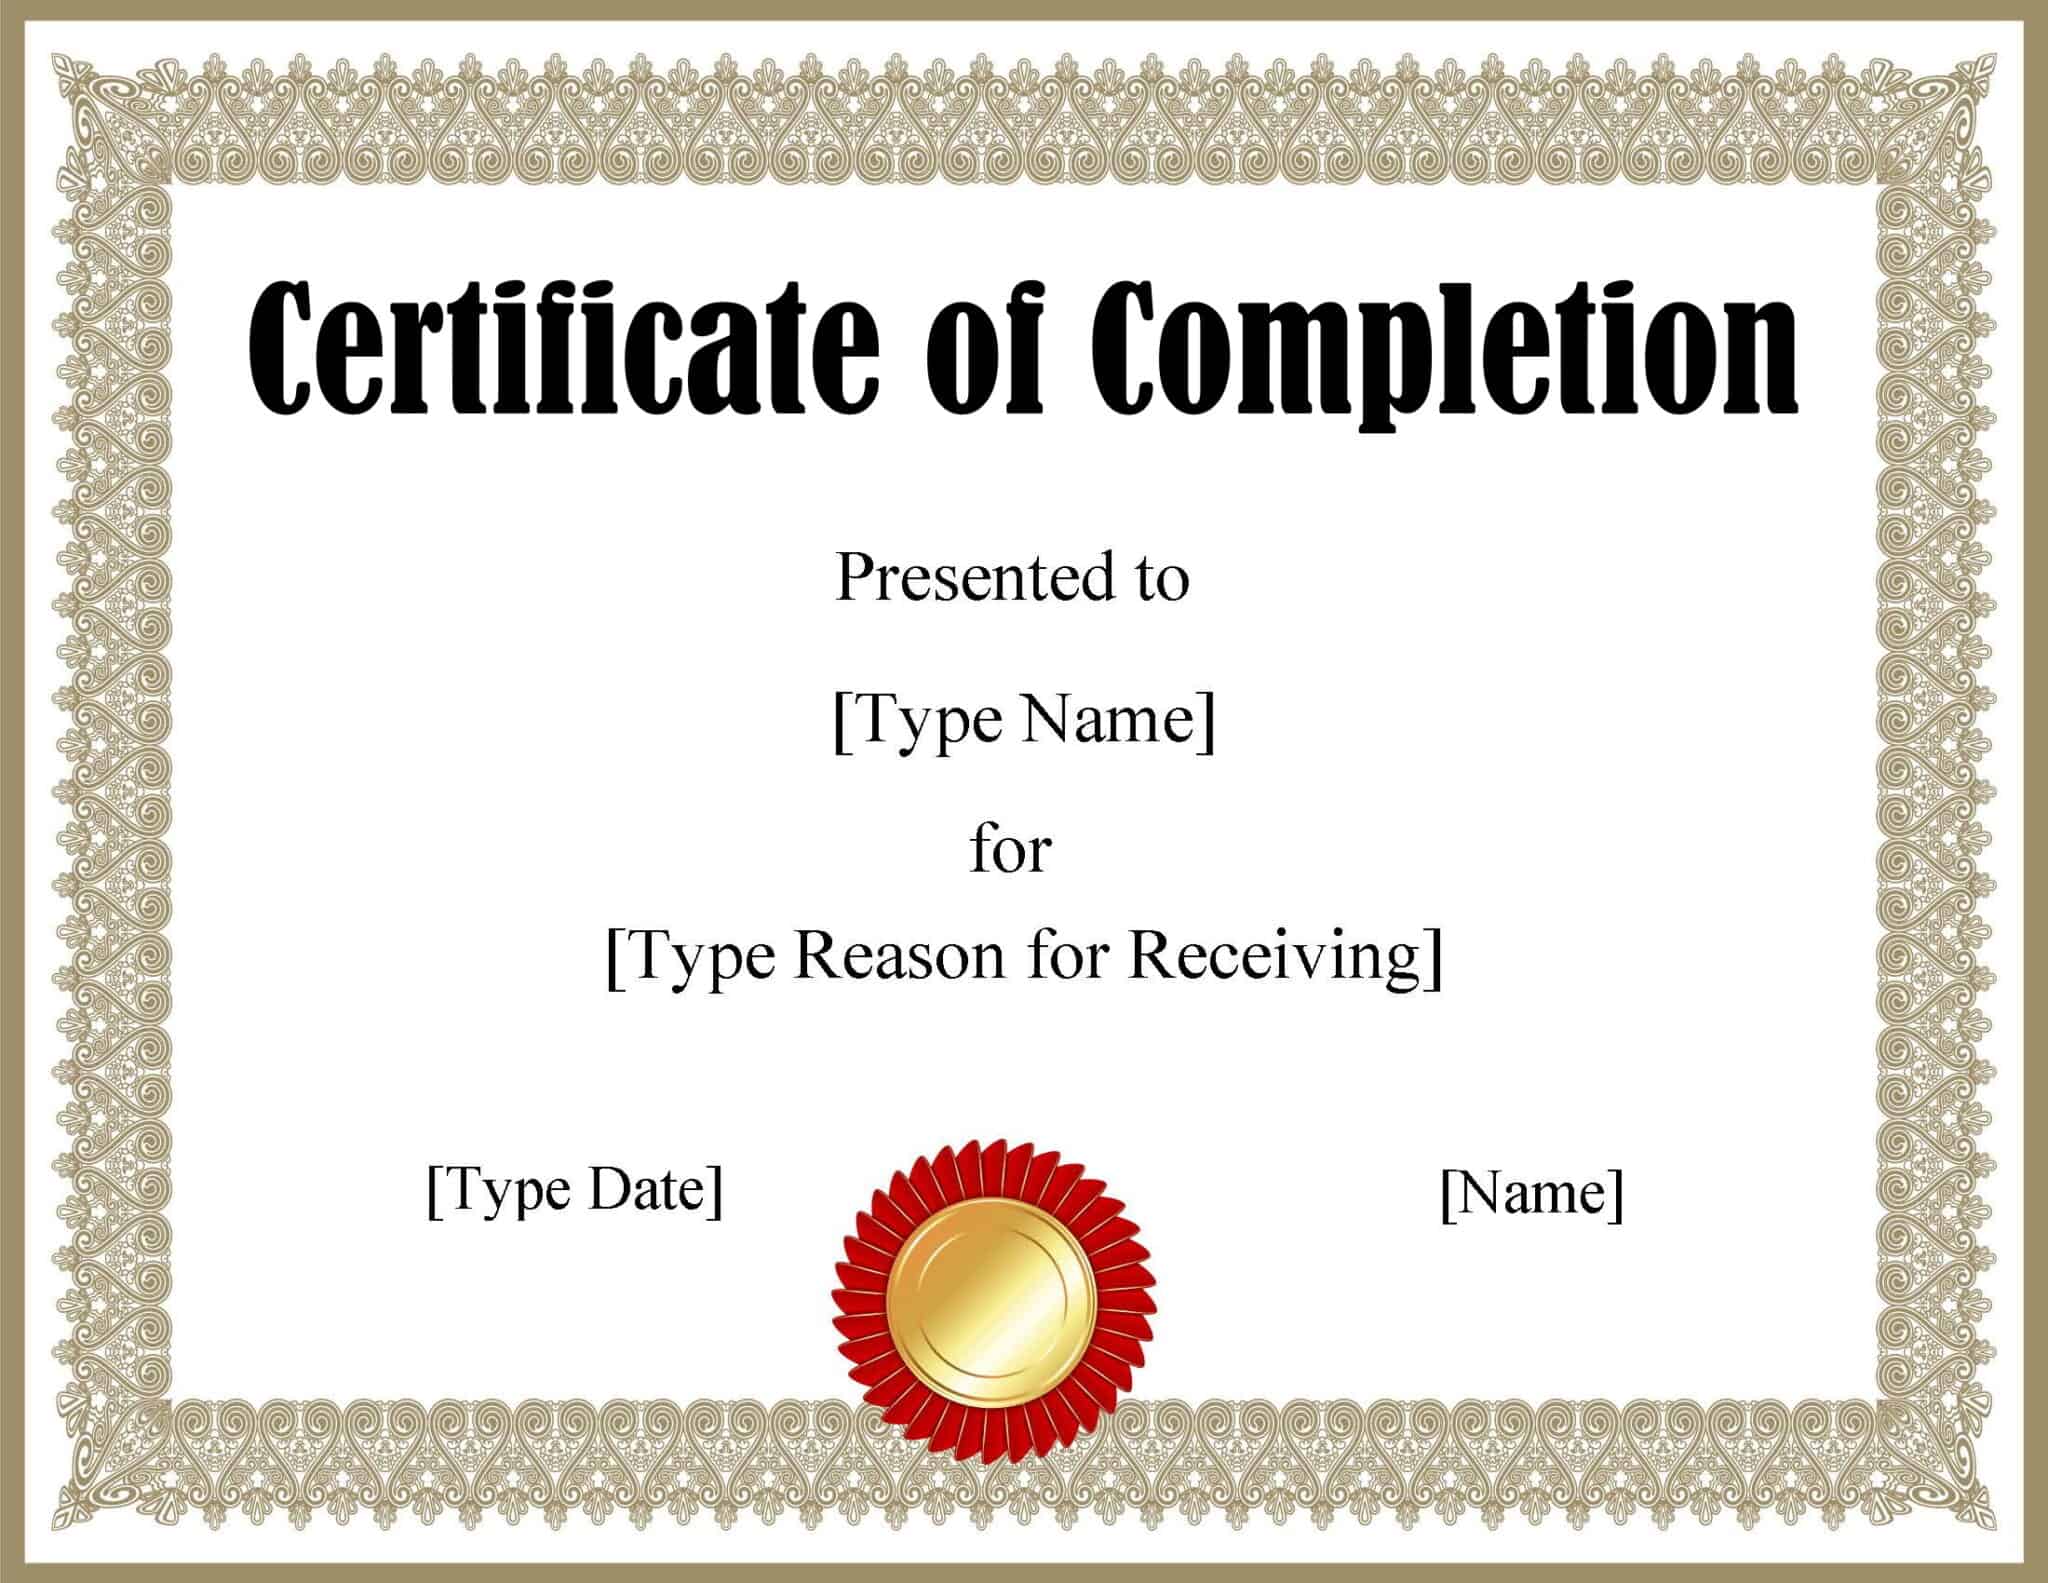 Certificate of Completion
Presented to
[Type Name]
for
[Type Reason for Receiving]
[Type Date]
[Name]